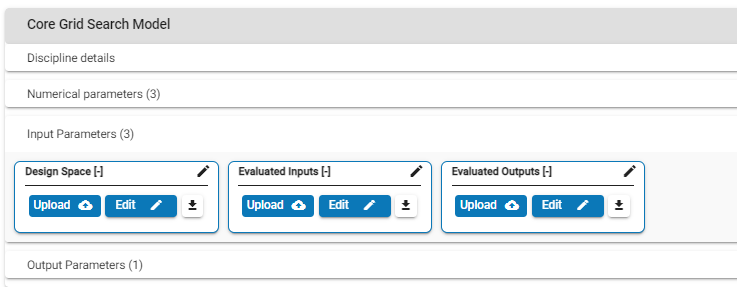 Core Grid Search Model
Discipline details
Numerical parameters (3)
Input Parameters (3)
Design Space [-]
Upload Edit
Evaluated Inputs [-]
Upload Edit
Evaluated Outputs [-]
Upload Edit
Output Parameters (1)